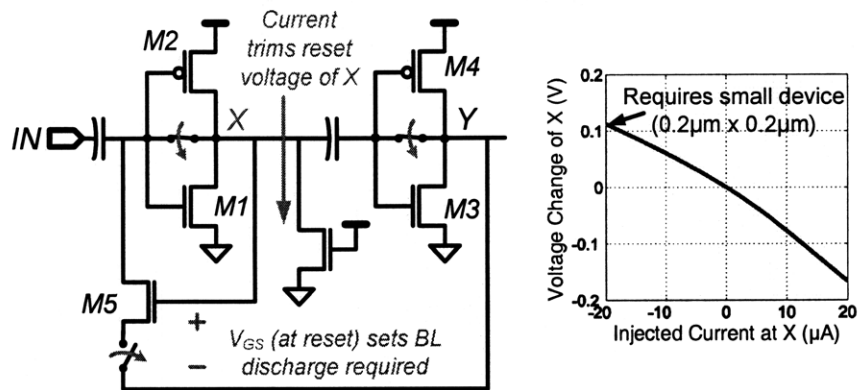 Current
trims reset
voltage of X
M2
M4
IN
X
Y
M1
M3
M5
+
−
VGS (at reset) sets BL
discharge required
Voltage Change of X (V)
0.2
0.1
0
-0.1
-0.2
Requires small device
(0.2µm x 0.2µm)
-20
-10
0
10
20
Injected Current at X (µA)